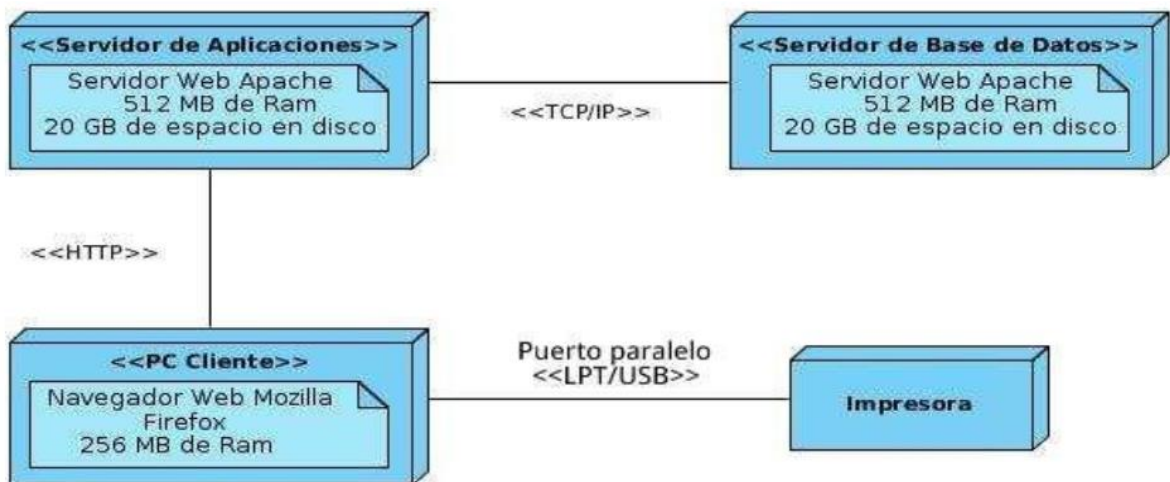 <<Servidor de Aplicaciones>>
Servidor Web Apache
512 MB de Ram
20 GB de espacio en disco
<<TCP/IP>>
<<Servidor de Base de Datos>>
Servidor Web Apache
512 MB de Ram
20 GB de espacio en disco
<<HTTP>>
<<PC Cliente>>
Navegador Web Mozilla
Firefox
256 MB de Ram
Puerto paralelo
<<LPT/USB>>
Impresora